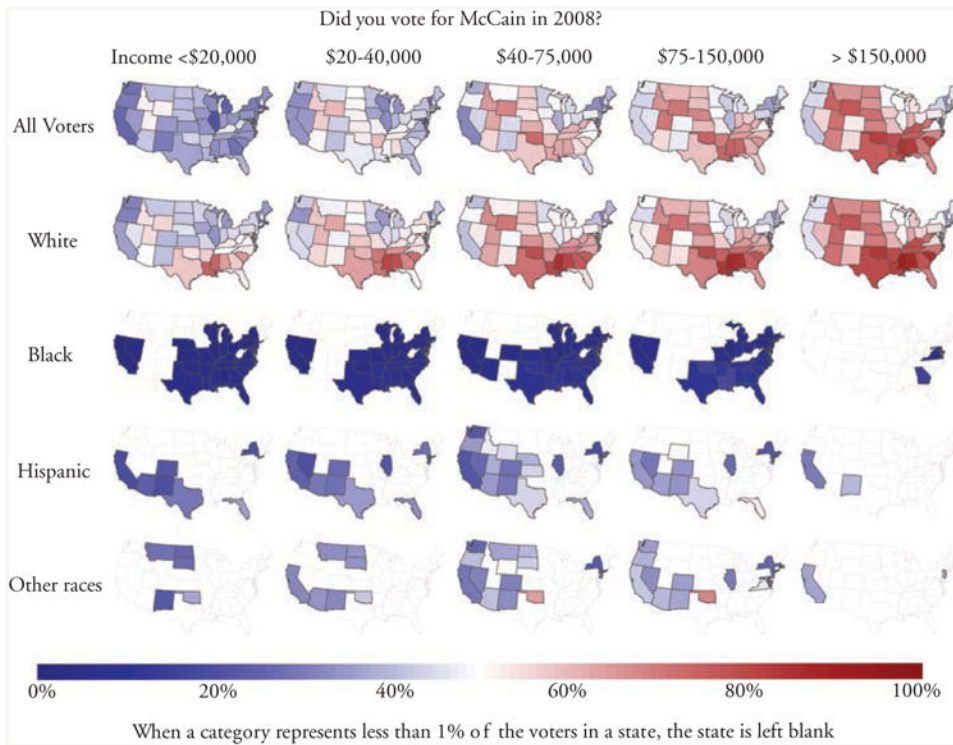 Did you vote for McCain in 2008?
Income <$20,000 $20-40,000 $40-75,000 $75-150,000 > $150,000
All Voters
White
Black
Hispanic
Other races
0% 20% 40% 60% 80% 100%
When a category represents less than 1% of the voters in a state, the state is left blank